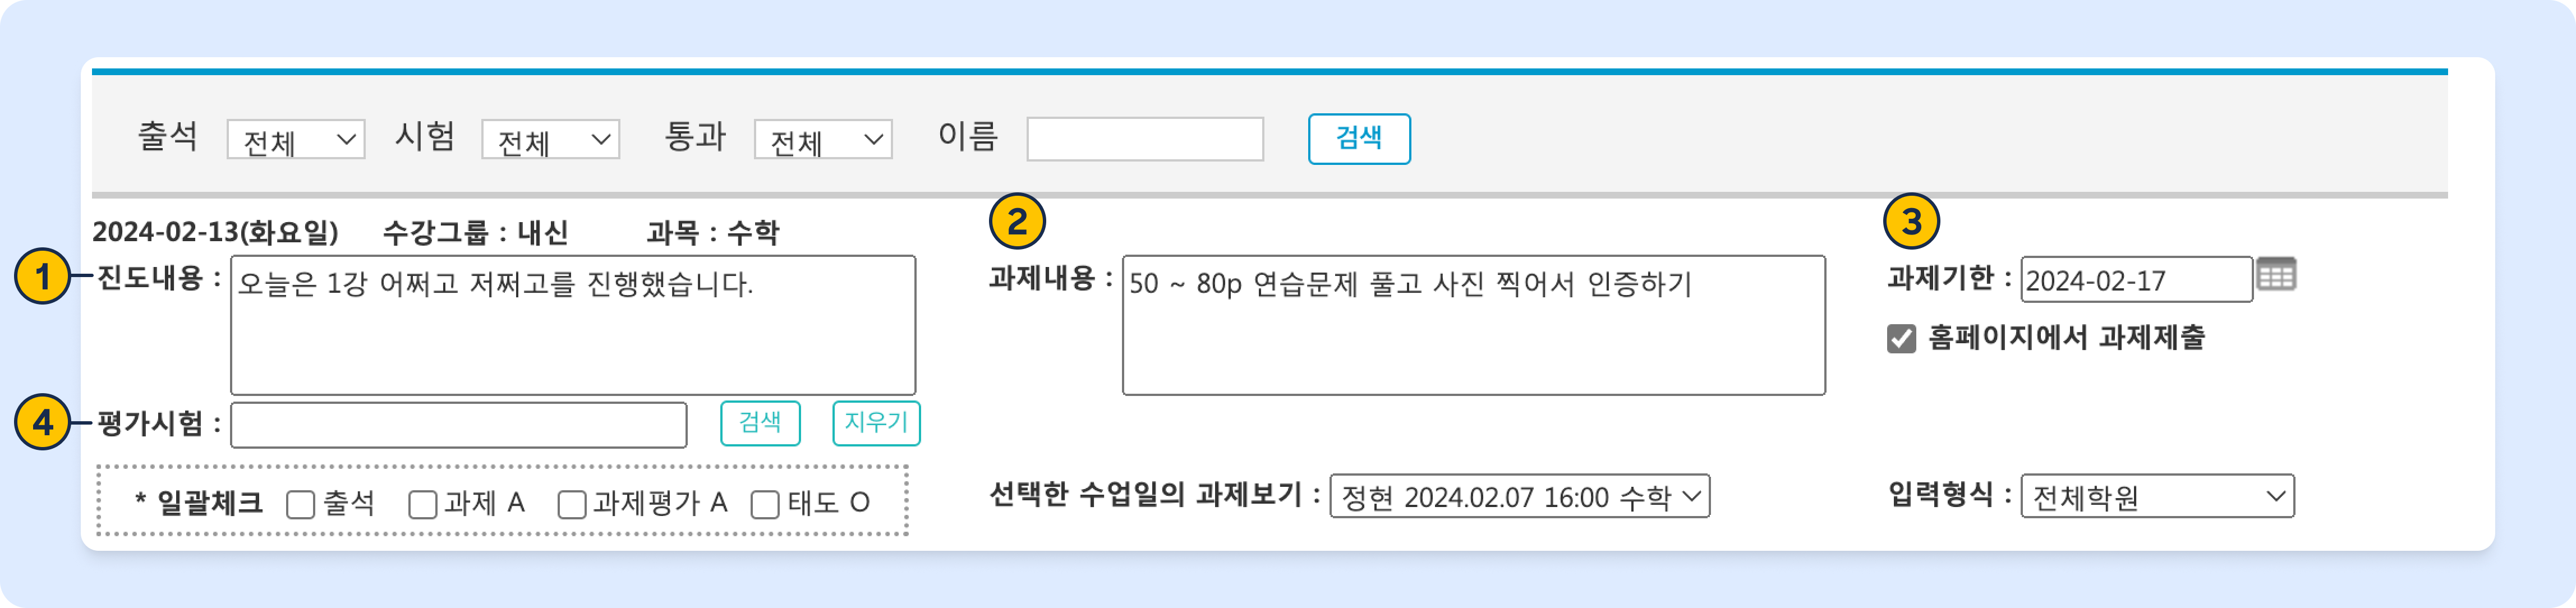 출석 전체 시험 전체 통과 전체 이름 검색
2024-02-13(화요일) 수강그룹 : 내신 과목 : 수학
1 진도내용 : 오늘은 1강 어쩌고 저쩌고를 진행했습니다.
2
과제내용 : 50 ~ 80p 연습문제 풀고 사진 찍어서 인증하기
3
과제기한 : 2024-02-17
홈페이지에서 과제제출
4 평가시험 : 검색 지우기
* 일괄체크 출석 과제 A 과제평가 A 태도 O
선택한 수업일의 과제보기 : 정현 2024.02.07 16:00 수학
입력형식 : 전체학원